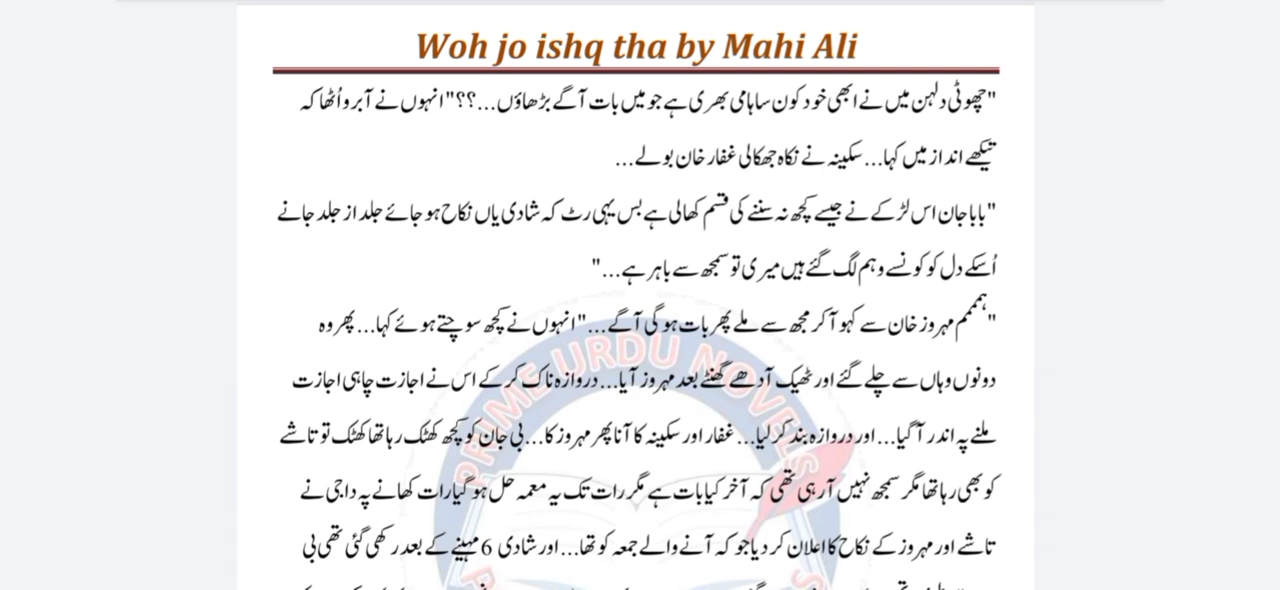 Woh jo ishq tha by Mahi Ali
"چھوٹی دلہن میں نے ابھی خود کون سا ہامی بھری ہے جو میں بات آگے بڑھاؤں...؟؟" انہوں نے آبرو اُٹھا کہ
تیکھے انداز میں کہا... سکینہ نے نگاہ جھکالی غفار خان بولے...
"بابا جان اس لڑکے نے جیسے کچھ نہ سننے کی قسم کھالی ہے بس یہی رٹ کہ شادی یاں نکاح ہو جائے جلد از جلد جانے
اُسکے دل کو کونسے وہم لگ گئے ہیں میری تو سمجھ سے باہر ہے..."
"ہمممم مہروز خان سے کہو آکر مجھ سے ملے پھر بات ہوگی آگے..." انہوں نے کچھ سوچتے ہوئے کہا... پھر وہ
دونوں وہاں سے چلے گئے اور ٹھیک آدھے گھنٹے بعد مہروز آیا... دروازہ ناک کر کے اس نے اجازت چاہی اجازت
ملنے پہ اندر آگیا... اور دروازہ بند کر لیا... غفار اور سکینہ کا آنا پھر مہروز کا... بی جان کو کچھ کھٹک رہا تھا کھٹک تو تاشے
کو بھی رہا تھا مگر سمجھ نہیں آرہی تھی کہ آخر کیا بات ہے مگر رات تک یہ معمہ حل ہو گیا رات کھانے پہ داجی نے
تاشے اور مہروز کے نکاح کا اعلان کر دیا جو کہ آنے والے جمعہ کو تھا... اور شادی 6 مہینے کے بعد رکھی گئی تھی بی
PRIME URDU NOVELS